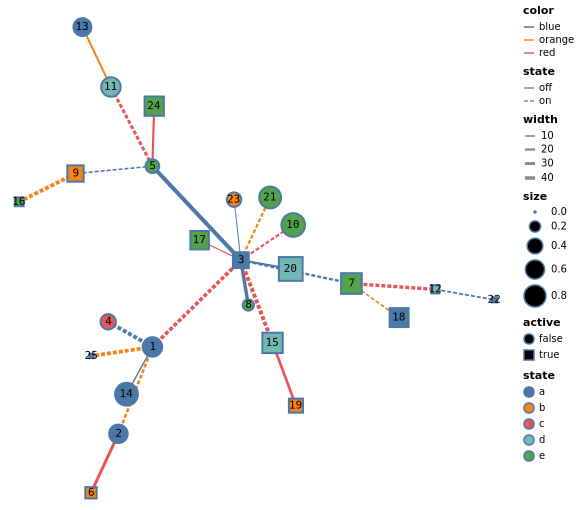 13
11
24
5
9
16
23
21
10
17
3
20
7
12
22
8
18
4
25
1
15
14
19
2
6
color
blue
orange
red
state
off
on
width
10
20
30
40
size
0.0
0.2
0.4
0.6
0.8
active
false
true
state
a
b
c
d
e